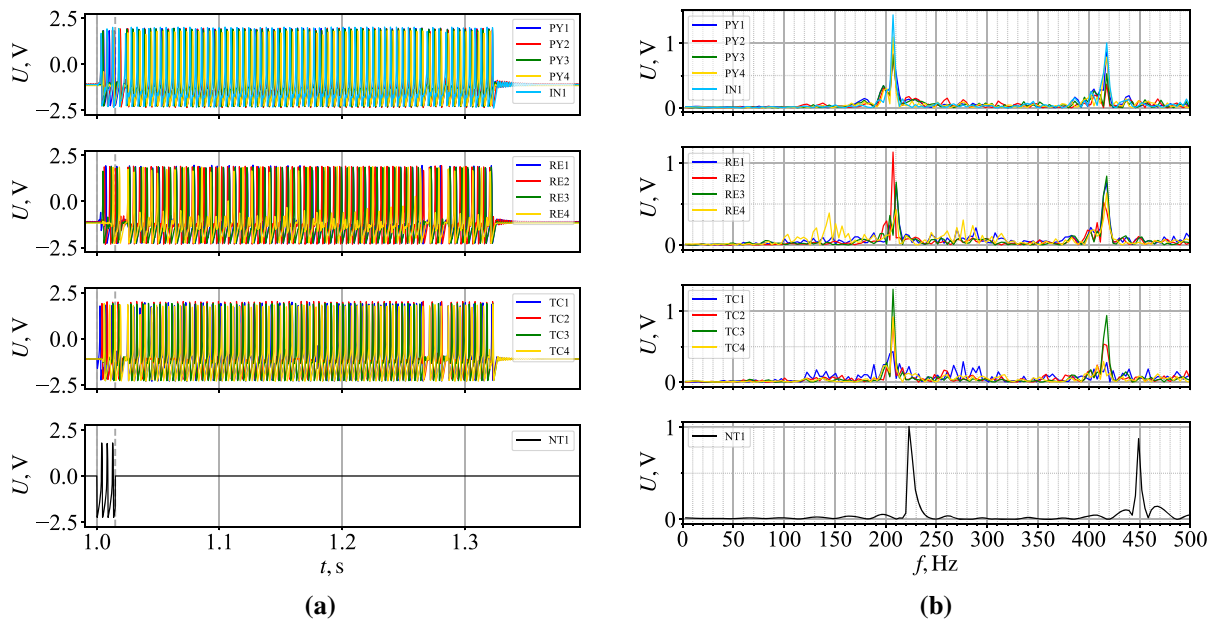 2.5
0.0
−2.5
U, V
PY1
PY2
PY3
PY4
IN1
2.5
0.0
−2.5
U, V
RE1
RE2
RE3
RE4
2.5
0.0
−2.5
U, V
TC1
TC2
TC3
TC4
2.5
0.0
−2.5
U, V
NT1
1.0 1.1 1.2 1.3
t, s
(a)
1
0
U, V
PY1
PY2
PY3
PY4
IN1
1
0
U, V
RE1
RE2
RE3
RE4
1
0
U, V
TC1
TC2
TC3
TC4
1
0
U, V
NT1
0 50 100 150 200 250 300 350 400 450 500
f, Hz
(b)